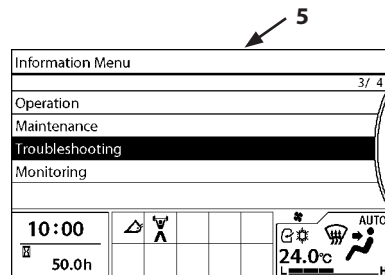 5
Information Menu
3/ 4
Operation
Maintenance
Troubleshooting
Monitoring
10:00
50.0h
AUTO
24.0℃
L